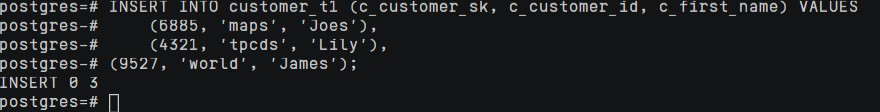 postgres=# INSERT INTO customer_t1 (c_customer_sk, c_customer_id, c_first_name) VALUES
postgres-#     (6885, 'maps', 'Joes'),
postgres-#     (4321, 'tpcds', 'Lily'),
postgres-# (9527, 'world', 'James');
INSERT 0 3
postgres=#